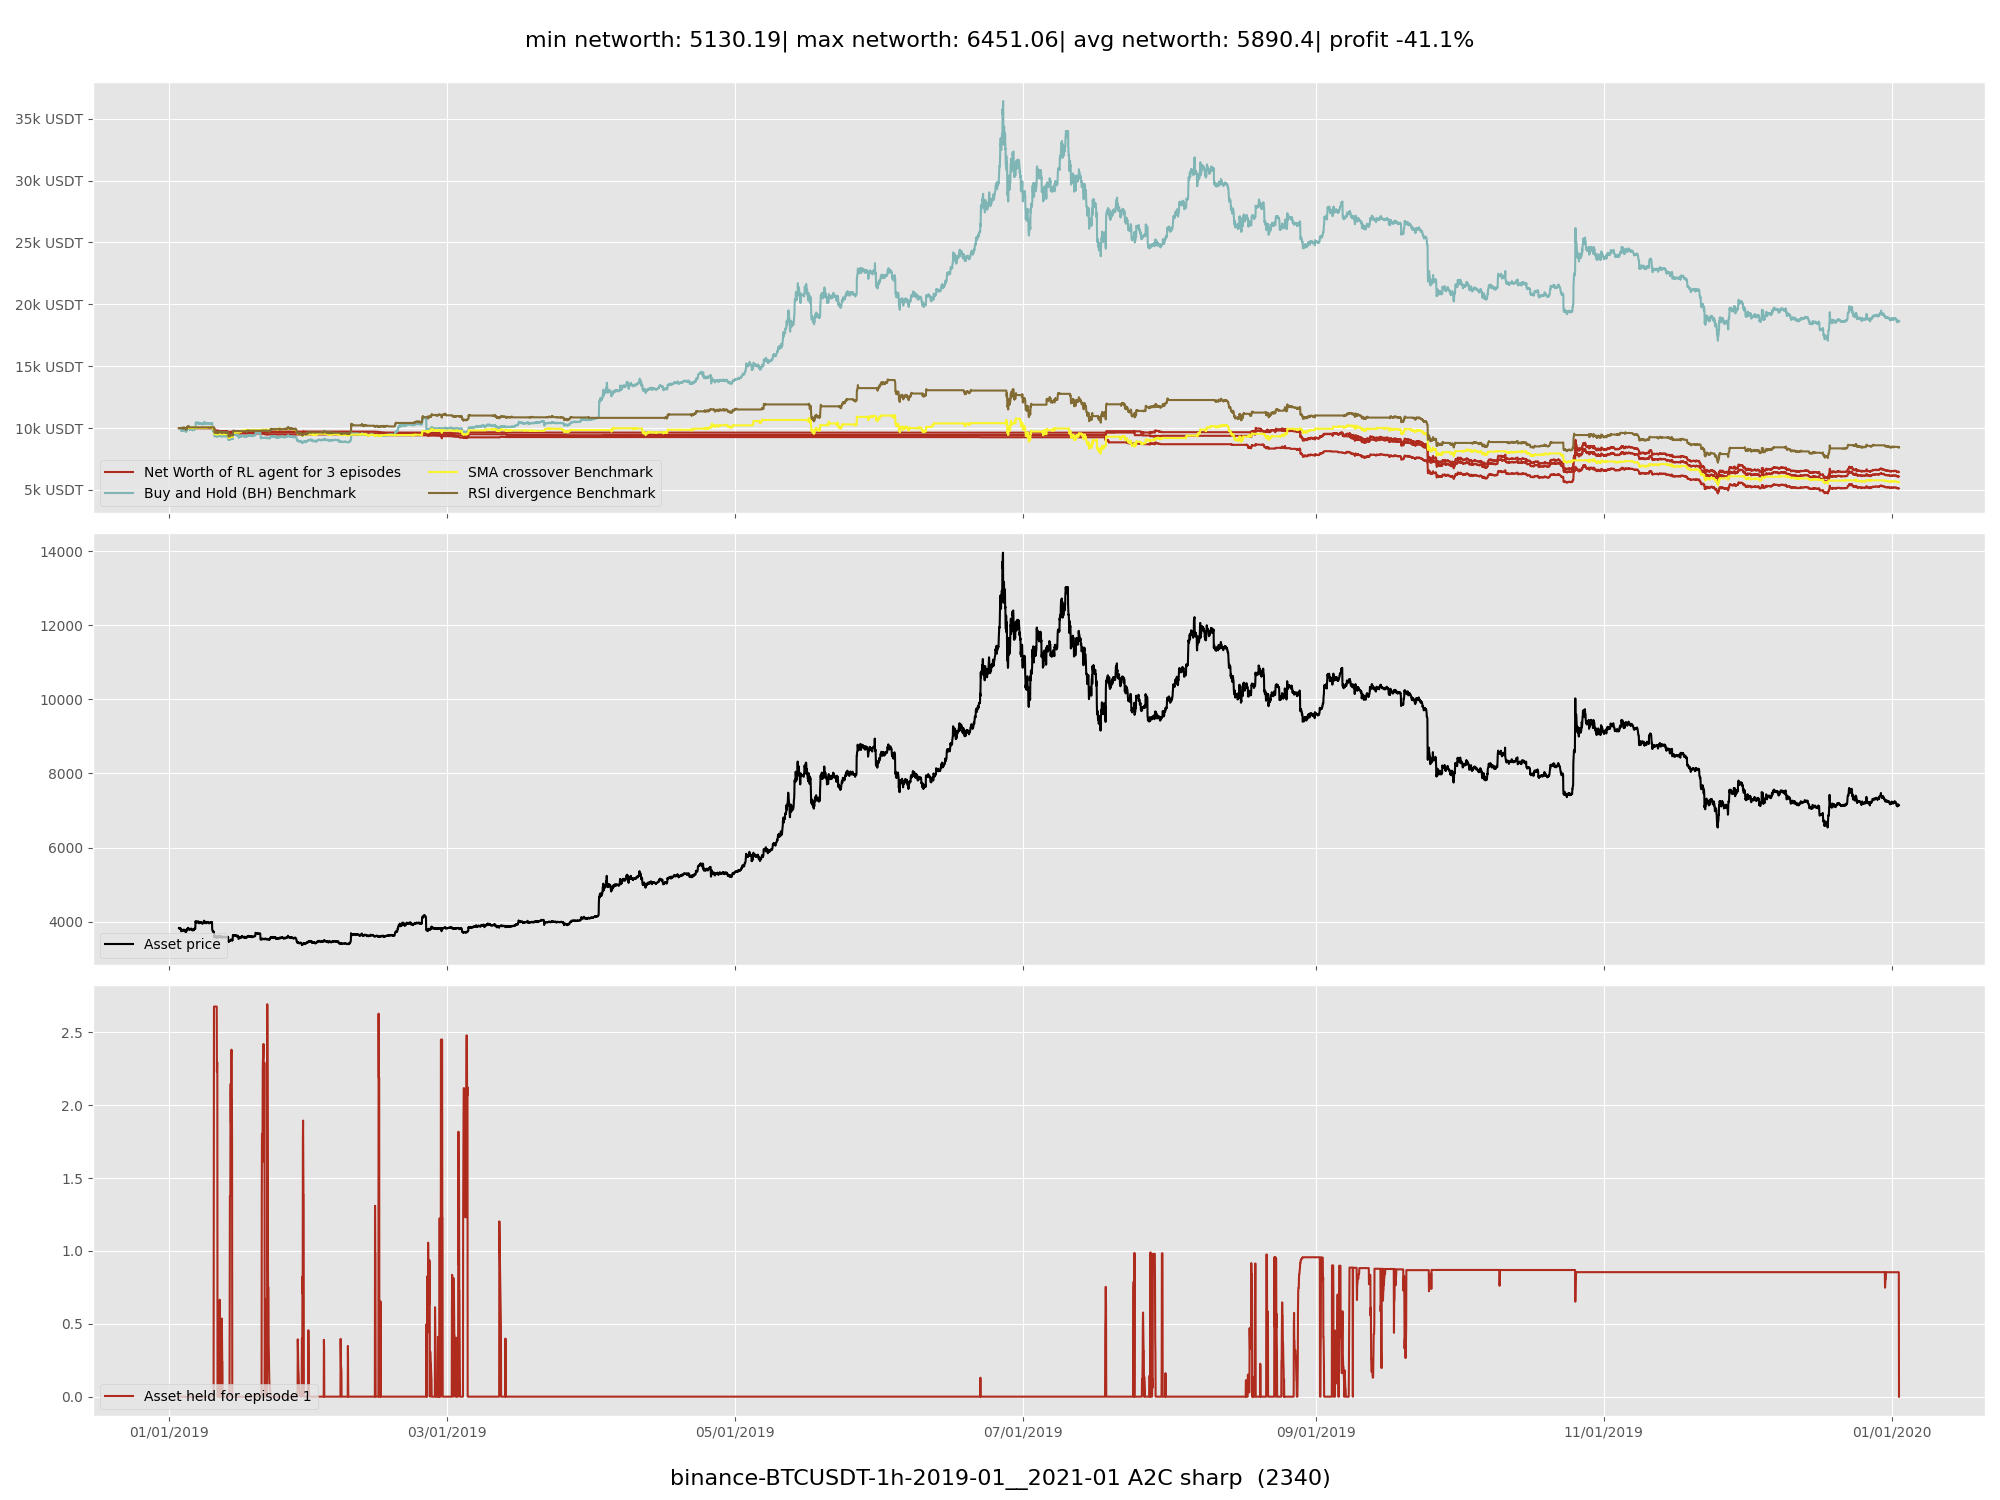 min networth: 5130.19| max networth: 6451.06| avg networth: 5890.4| profit -41.1%
35k USDT
30k USDT
25k USDT
20k USDT
15k USDT
10k USDT
5k USDT
Net Worth of RL agent for 3 episodes
Buy and Hold (BH) Benchmark
SMA crossover Benchmark
RSI divergence Benchmark
14000
12000
10000
8000
6000
4000
Asset price
2.5
2.0
1.5
1.0
0.5
0.0
Asset held for episode 1
01/01/2019 03/01/2019 05/01/2019 07/01/2019 09/01/2019 11/01/2019 01/01/2020
binance-BTCUSDT-1h-2019-01__2021-01 A2C sharp (2340)